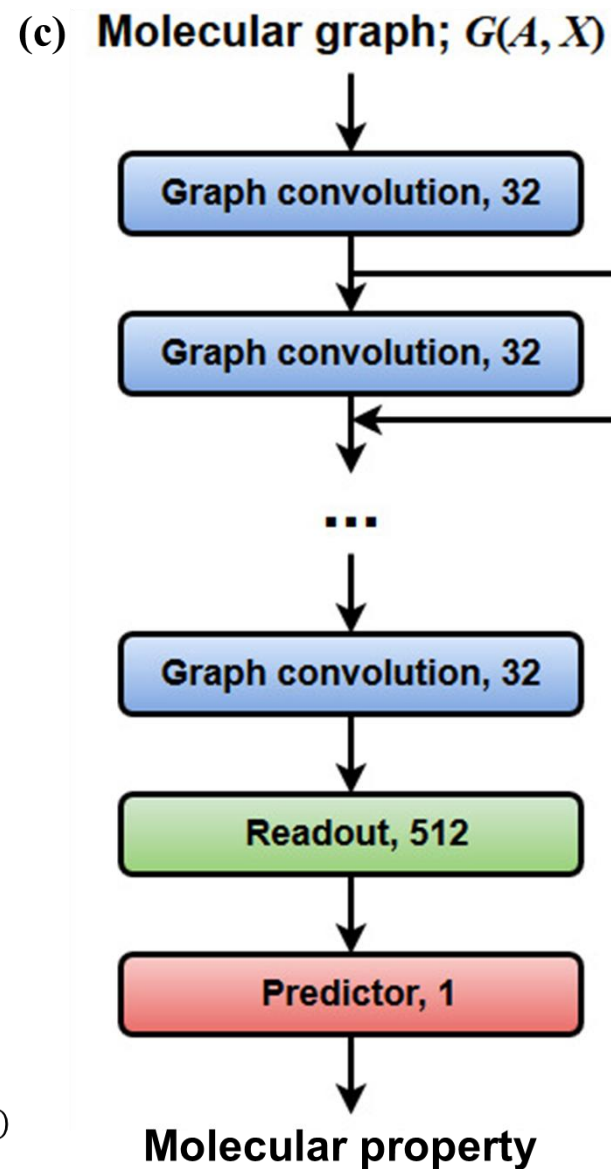 (c) Molecular graph; G(A, X)
Graph convolution, 32
Graph convolution, 32
...
Graph convolution, 32
Readout, 512
Predictor, 1
)
Molecular property